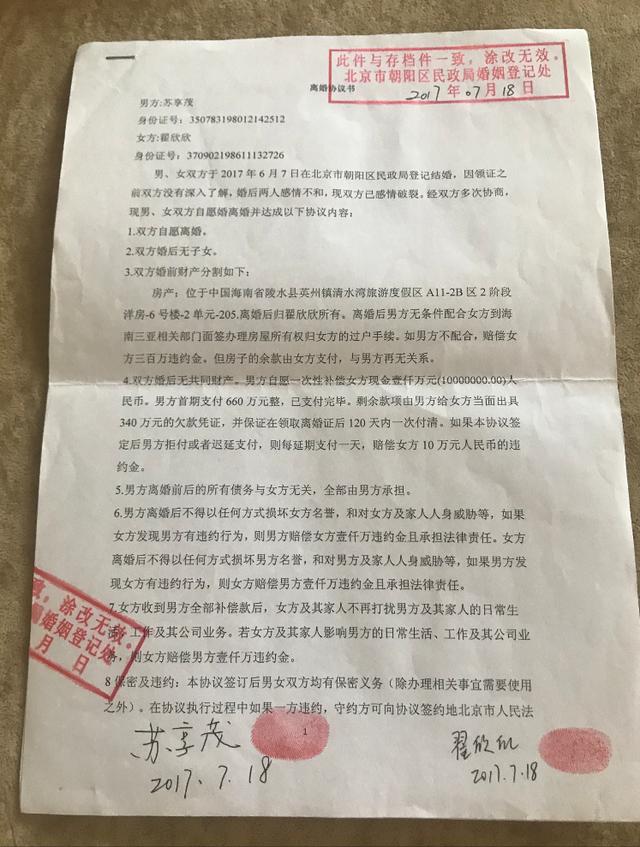 此件与存档件一致，涂改无效。
北京市朝阳区民政局婚姻登记处
2017年07月18日
离婚协议书
男方:苏享茂
身份证号：350783198012142512
女方:翟欣欣
身份证号：370902198611132726
男、女双方于 2017 年 6 月 7 日在北京市朝阳区民政局登记结婚，因领证之
前双方没有深入了解，婚后两人感情不和，现双方已感情破裂。经双方多次协商，
现男、女双方自愿婚离婚并达成以下协议内容：
1.双方自愿离婚。
2.双方婚后无子女。
3.双方婚前财产分割如下：
房产：位于中国海南省陵水县英州镇清水湾旅游度假区 A11-2B 区 2 阶段
洋房-6 号楼-2 单元-205.离婚后归翟欣欣所有。离婚后男方无条件配合女方到海
南三亚相关部门面签办理房屋所有权归女方的过户手续。如男方不配合，赔偿女
方三百万违约金。但房子的余款由女方支付，与男方再无关系。
4.双方婚后无共同财产。男方自愿一次性补偿女方现金壹仟万元(10000000.00)人
民币。男方首期支付 660 万元整，已支付完毕。剩余款项由男方给女方当面出具
340 万元的欠款凭证，并保证在领取离婚证后 120 天内一次付清。如果本协议签
定后男方拒付或者迟延支付，则每延期支付一天，赔偿女方 10 万元人民币的违
约金。
5.男方离婚前后的所有债务与女方无关，全部由男方承担。
6.男方离婚后不得以任何方式损坏女方名誉，和对女方及家人人身威胁等，如果
女方发现男方有违约行为，则男方赔偿女方壹仟万违约金且承担法律责任。女方
离婚后不得以任何方式损坏男方名誉，和对男方及家人人身威胁等，如果男方发
现女方有违约行为，则女方赔偿男方壹仟万违约金且承担法律责任。
7.女方收到男方全部补偿款后，女方及其家人不再打扰男方及其家人的日常生
活、工作及其公司业务。若女方及其家人影响男方的日常生活、工作及其公司业
务，则女方赔偿男方壹仟万违约金。
8 保密及违约：本协议签订后男女双方均有保密义务（除办理相关事宜需要使用
之外）。在协议执行过程中如果一方违约，守约方可向协议签约地北京市人民法
致，涂改无效。
局婚姻登记处
月 日
苏享茂
2017.7.18
1
翟欣欣
2017.7.18